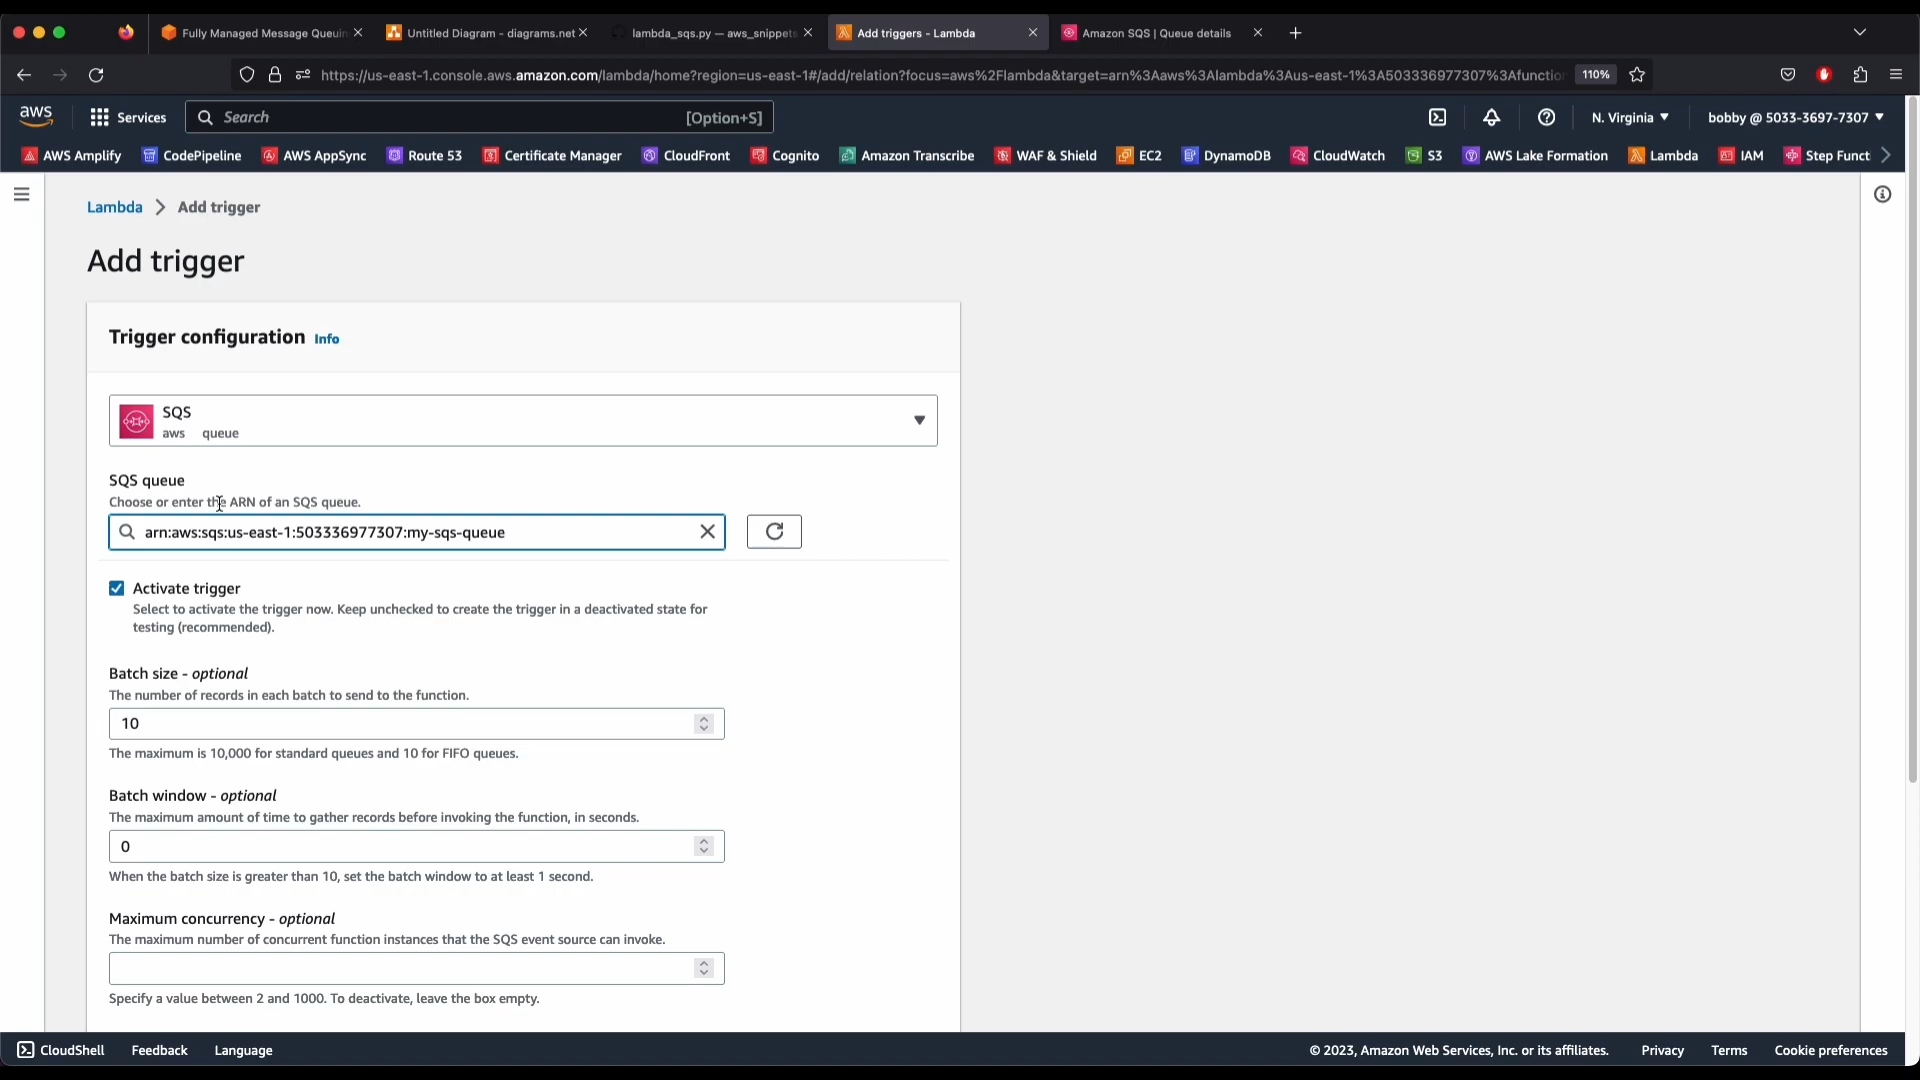 Fully Managed Message Queuin
Untitled Diagram - diagrams.net
lambda_sqs.py — aws_snippets
Add triggers - Lambda
Amazon SQS | Queue details
https://us-east-1.console.aws.amazon.com/lambda/home?region=us-east-1#/add/relation?focus=aws%2Flambda&target=arn%3Aaws%3Alambda%3Aus-east-1%3A503336977307%3Afunctio
110%
aws
Services
Search
[Option+S]
N. Virginia
bobby @ 5033-3697-7307
AWS Amplify
CodePipeline
AWS AppSync
Route 53
Certificate Manager
CloudFront
Cognito
Amazon Transcribe
WAF & Shield
EC2
DynamoDB
CloudWatch
S3
AWS Lake Formation
Lambda
IAM
Step Funct
Lambda > Add trigger
Add trigger
Trigger configuration Info
SQS
aws queue
SQS queue
Choose or enter the ARN of an SQS queue.
arn:aws:sqs:us-east-1:503336977307:my-sqs-queue
Activate trigger
Select to activate the trigger now. Keep unchecked to create the trigger in a deactivated state for
testing (recommended).
Batch size - optional
The number of records in each batch to send to the function.
10
The maximum is 10,000 for standard queues and 10 for FIFO queues.
Batch window - optional
The maximum amount of time to gather records before invoking the function, in seconds.
0
When the batch size is greater than 10, set the batch window to at least 1 second.
Maximum concurrency - optional
The maximum number of concurrent function instances that the SQS event source can invoke.
Specify a value between 2 and 1000. To deactivate, leave the box empty.
CloudShell
Feedback
Language
© 2023, Amazon Web Services, Inc. or its affiliates.
Privacy
Terms
Cookie preferences